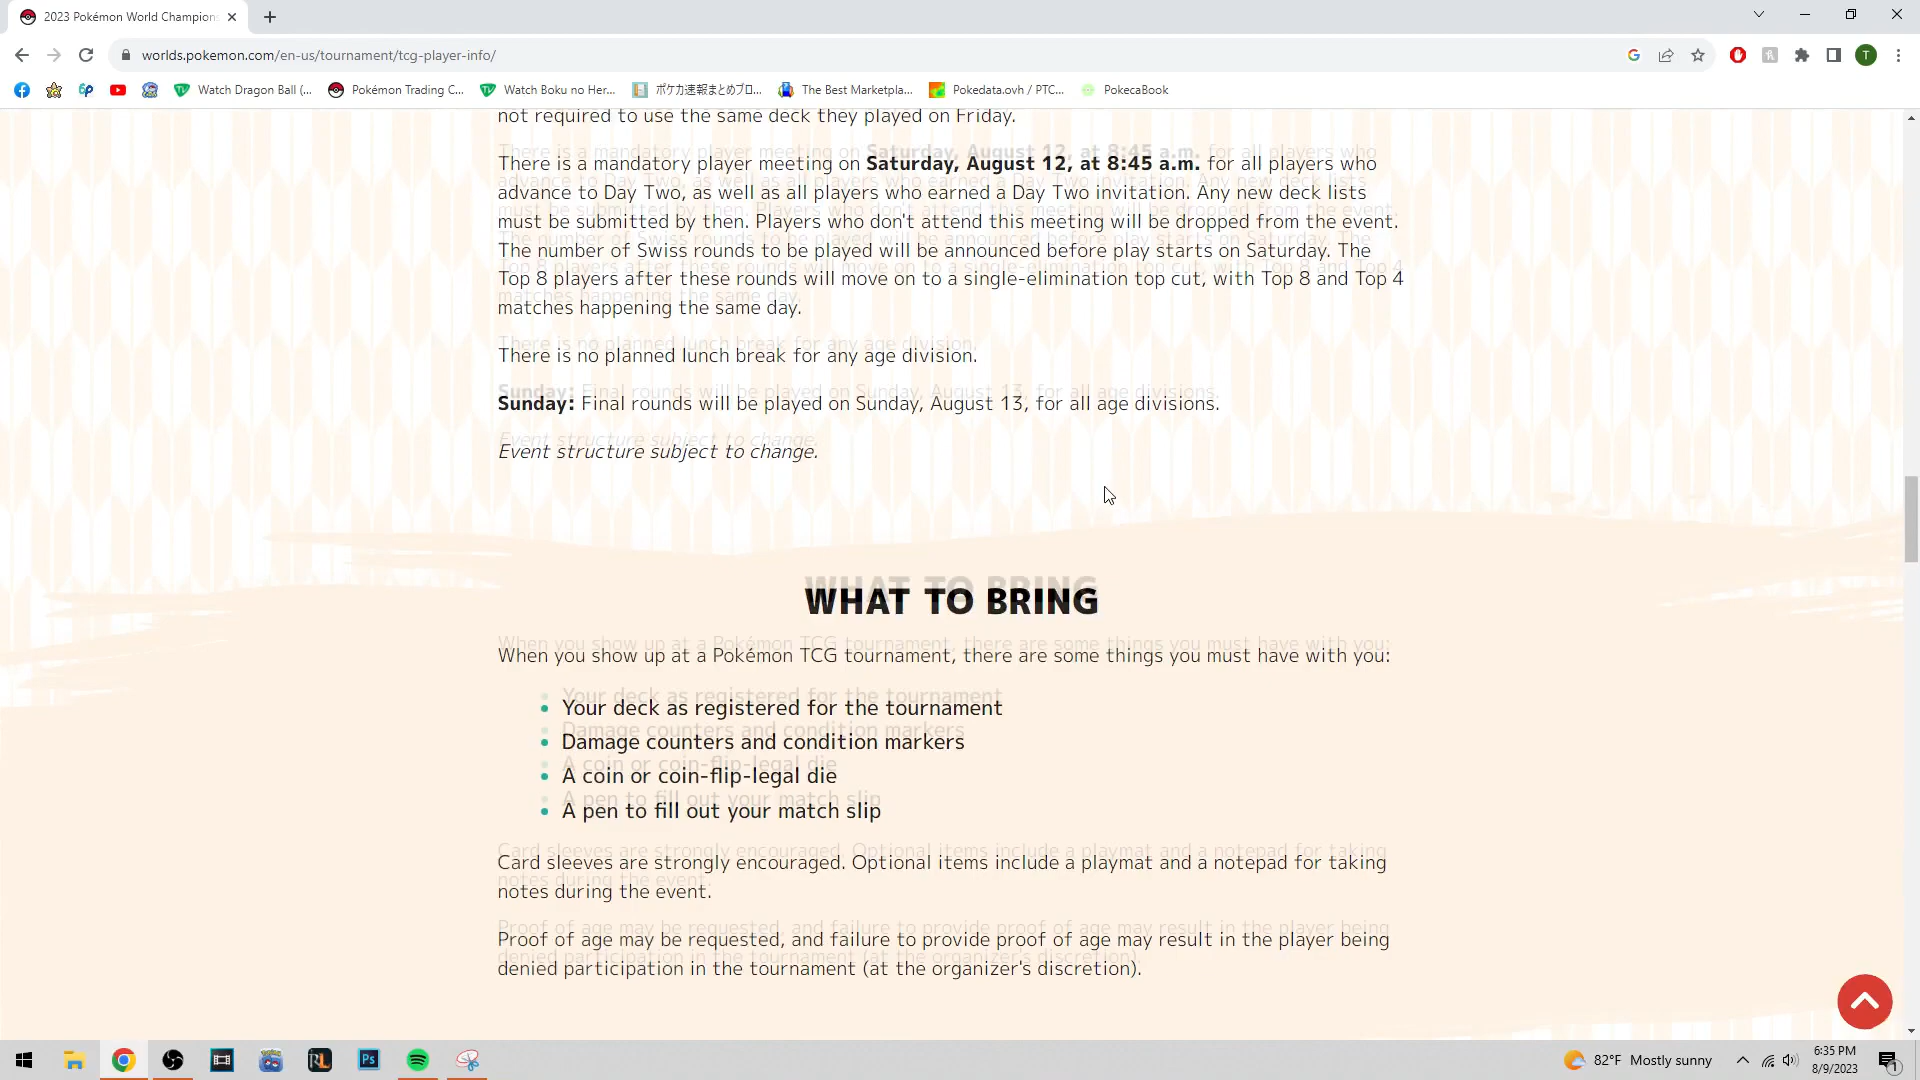 2023 Pokémon World Champions
worlds.pokemon.com/en-us/tournament/tcg-player-info/
T
Watch Dragon Ball (...
Pokémon Trading C...
Watch Boku no Her...
ポケカ速報まとめブロ...
The Best Marketpla...
Pokedata.ovh / PTC...
PokecaBook
not required to use the same deck they played on Friday.
There is a mandatory player meeting on Saturday, August 12, at 8:45 a.m. for all players who
advance to Day Two, as well as all players who earned a Day Two invitation. Any new deck lists
must be submitted by then. Players who don't attend this meeting will be dropped from the event.
The number of Swiss rounds to be played will be announced before play starts on Saturday. The
Top 8 players after these rounds will move on to a single-elimination top cut, with Top 8 and Top 4
matches happening the same day.
There is no planned lunch break for any age division.
Sunday: Final rounds will be played on Sunday, August 13, for all age divisions.
Event structure subject to change.
WHAT TO BRING
When you show up at a Pokémon TCG tournament, there are some things you must have with you:
• Your deck as registered for the tournament
• Damage counters and condition markers
• A coin or coin-flip-legal die
• A pen to fill out your match slip
Card sleeves are strongly encouraged. Optional items include a playmat and a notepad for taking
notes during the event.
Proof of age may be requested, and failure to provide proof of age may result in the player being
denied participation in the tournament (at the organizer's discretion).
Ps
82°F Mostly sunny
6:35 PM
8/9/2023
1